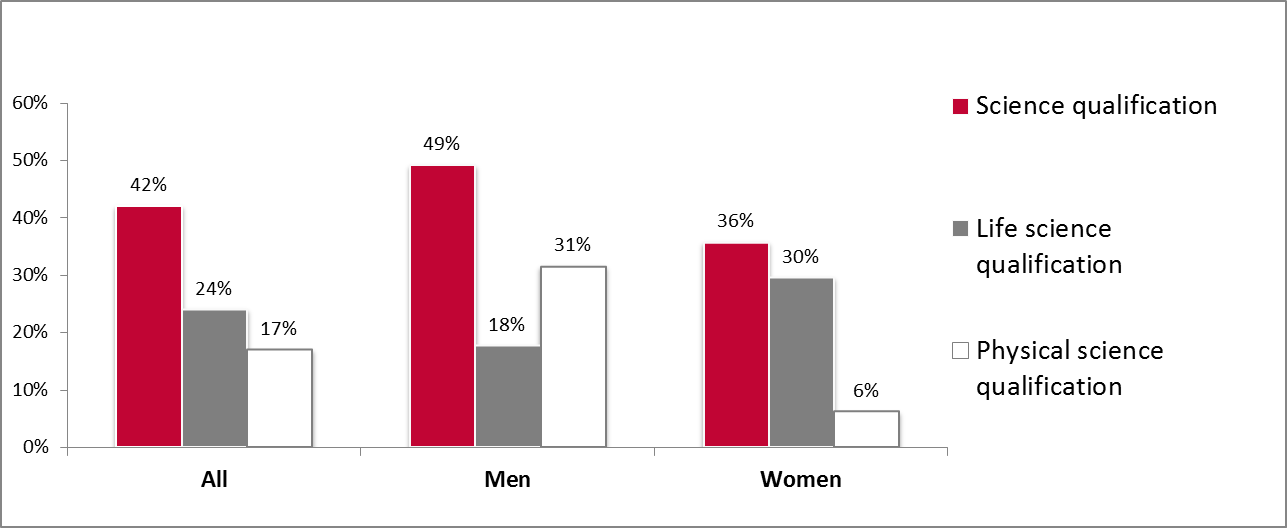 60%
50%
40%
30%
20%
10%
0%
42%
24%
17%
49%
18%
31%
36%
30%
6%
All
Men
Women
Science qualification
Life science
qualification
Physical science
qualification